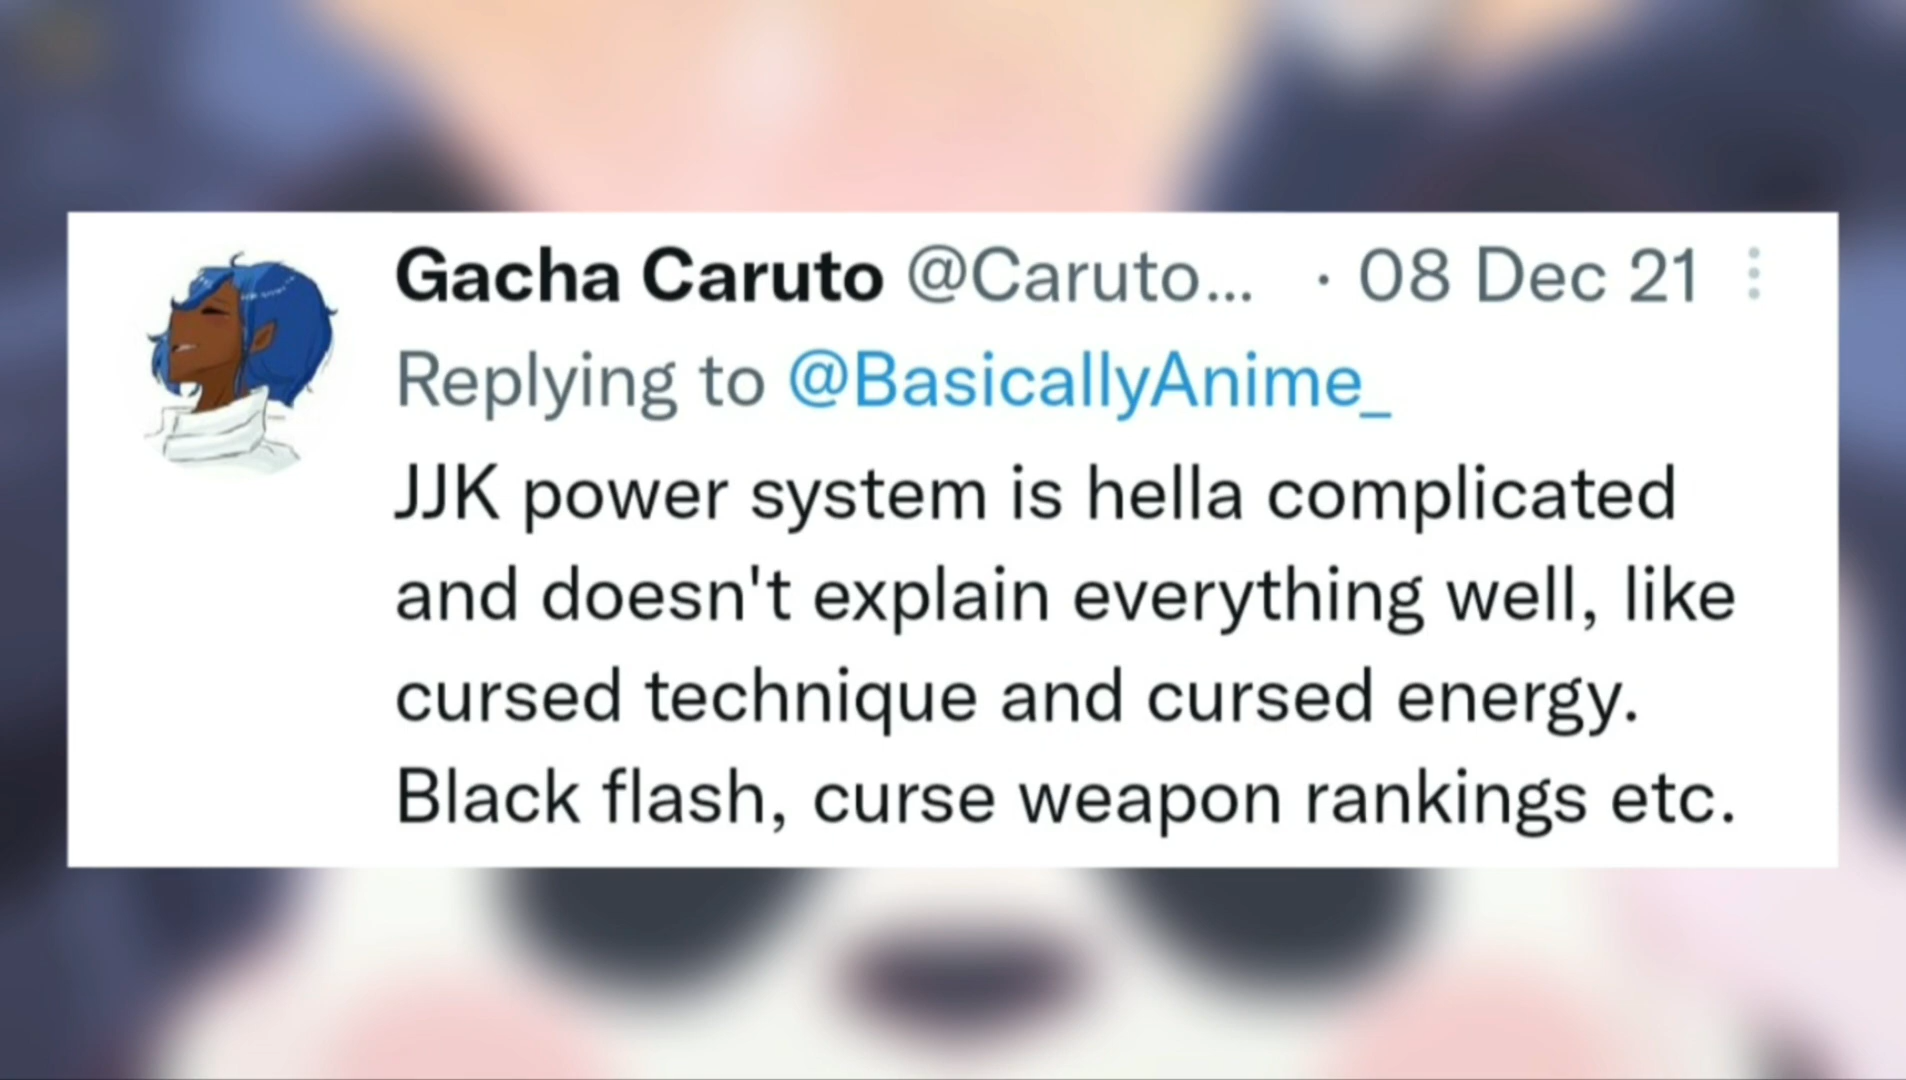 Gacha Caruto @Caruto... · 08 Dec 21
Replying to @BasicallyAnime_
JJK power system is hella complicated
and doesn't explain everything well, like
cursed technique and cursed energy.
Black flash, curse weapon rankings etc.